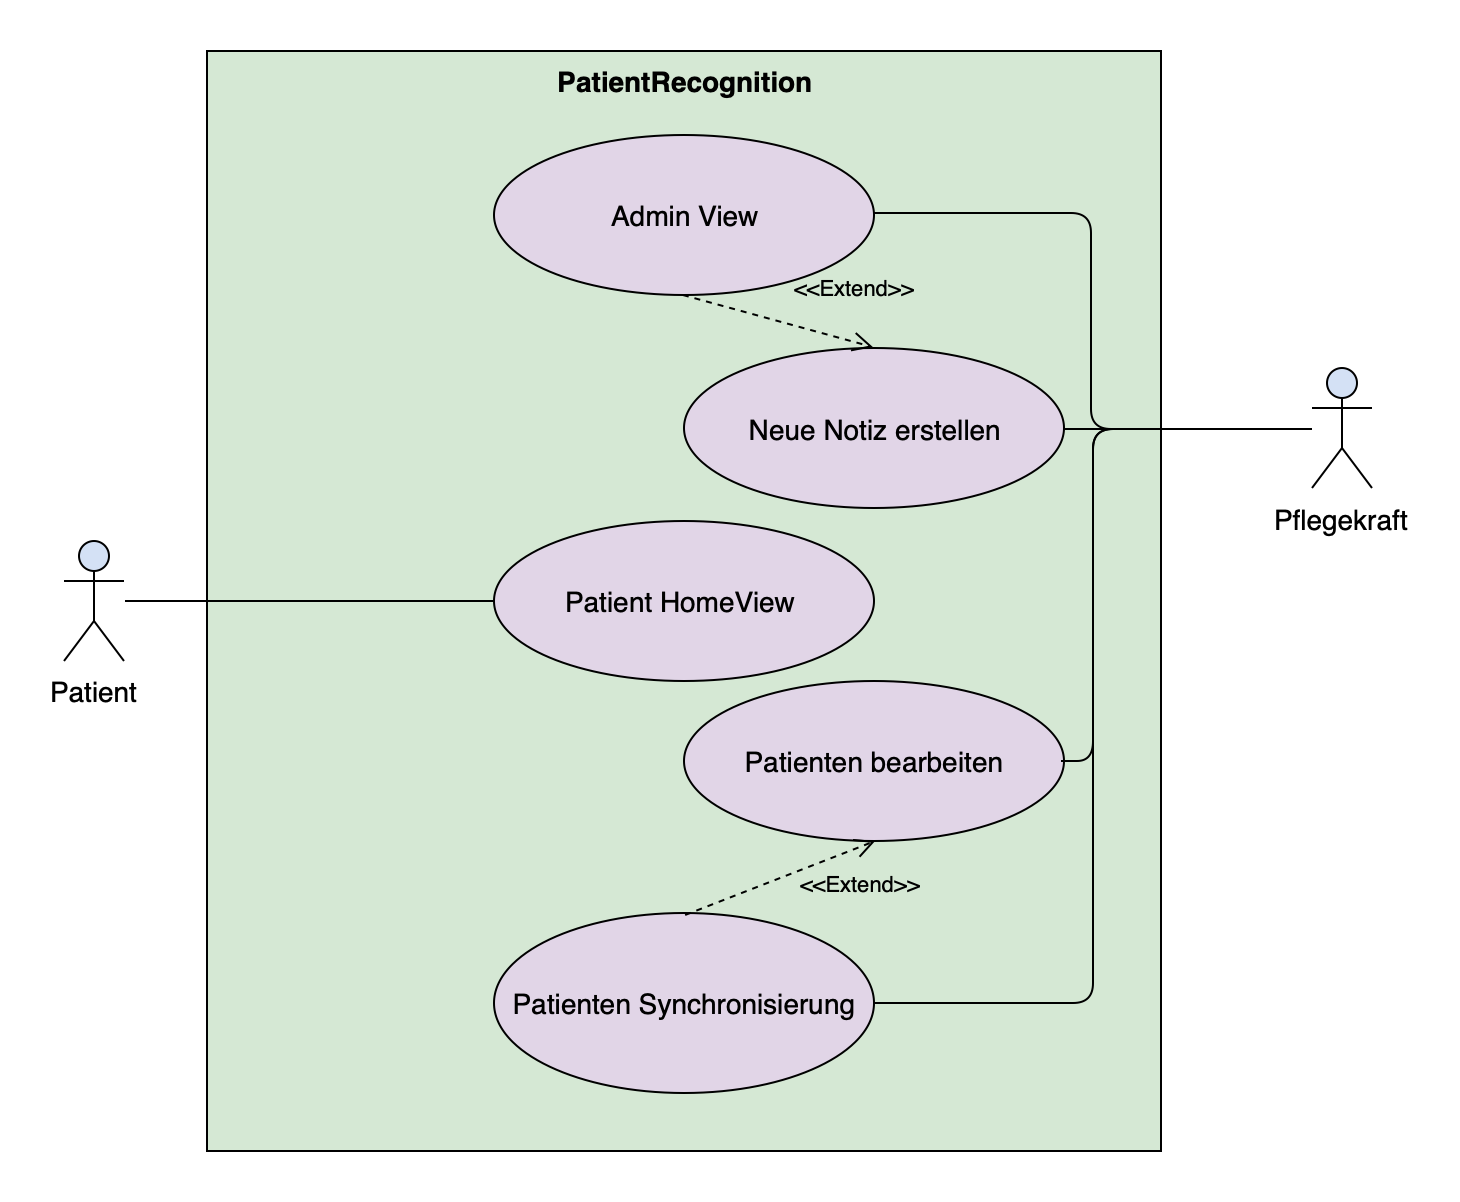 PatientRecognition
Admin View
<<Extend>>
Neue Notiz erstellen
Pflegekraft
Patient HomeView
Patient
Patienten bearbeiten
<<Extend>>
Patienten Synchronisierung